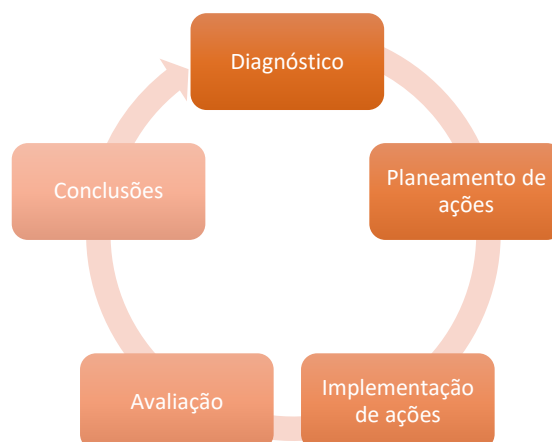 Diagnóstico
Planeamento de
ações
Implementação
de ações
Avaliação
Conclusões